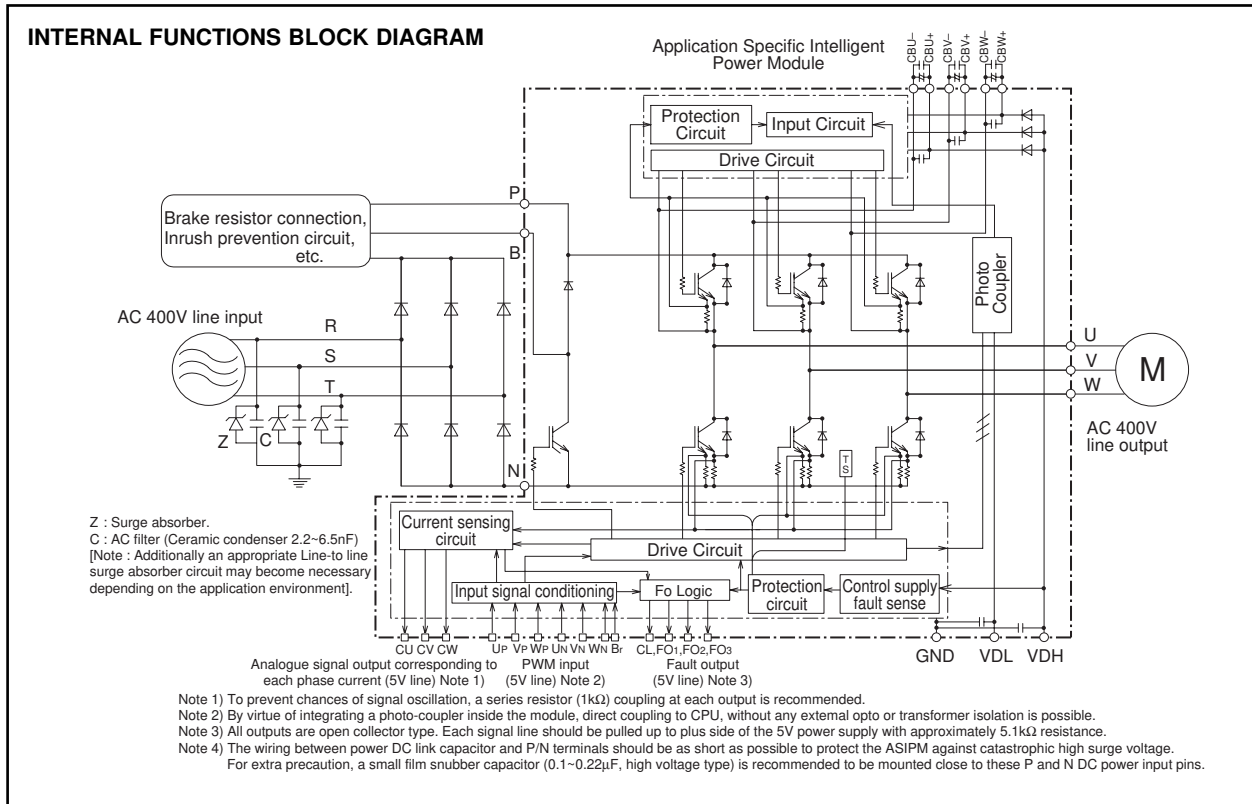 INTERNAL FUNCTIONS BLOCK DIAGRAM
Application Specific Intelligent
Power Module
CBU–
CBU+
CBV–
CBV+
CBW–
CBW+
Protection
Circuit
Input Circuit
Drive Circuit
Brake resistor connection,
Inrush prevention circuit,
etc.
P
B
Photo
Coupler
AC 400V line input
R
S
T
Z
C
N
U
V
W
M
AC 400V
line output
TS
Z : Surge absorber.
C : AC filter (Ceramic condenser 2.2~6.5nF)
[Note : Additionally an appropriate Line-to line
surge absorber circuit may become necessary
depending on the application environment].
Current sensing
circuit
Drive Circuit
Input signal conditioning
Fo Logic
Protection
circuit
Control supply
fault sense
CU CV CW
UP VP WP UN VN WN Br
CL,FO1,FO2,FO3
GND VDL VDH
Analogue signal output corresponding to
each phase current (5V line) Note 1)
PWM input
(5V line) Note 2)
Fault output
(5V line) Note 3)
Note 1) To prevent chances of signal oscillation, a series resistor (1kΩ) coupling at each output is recommended.
Note 2) By virtue of integrating a photo-coupler inside the module, direct coupling to CPU, without any external opto or transformer isolation is possible.
Note 3) All outputs are open collector type. Each signal line should be pulled up to plus side of the 5V power supply with approximately 5.1kΩ resistance.
Note 4) The wiring between power DC link capacitor and P/N terminals should be as short as possible to protect the ASIPM against catastrophic high surge voltage.
For extra precaution, a small film snubber capacitor (0.1~0.22μF, high voltage type) is recommended to be mounted close to these P and N DC power input pins.